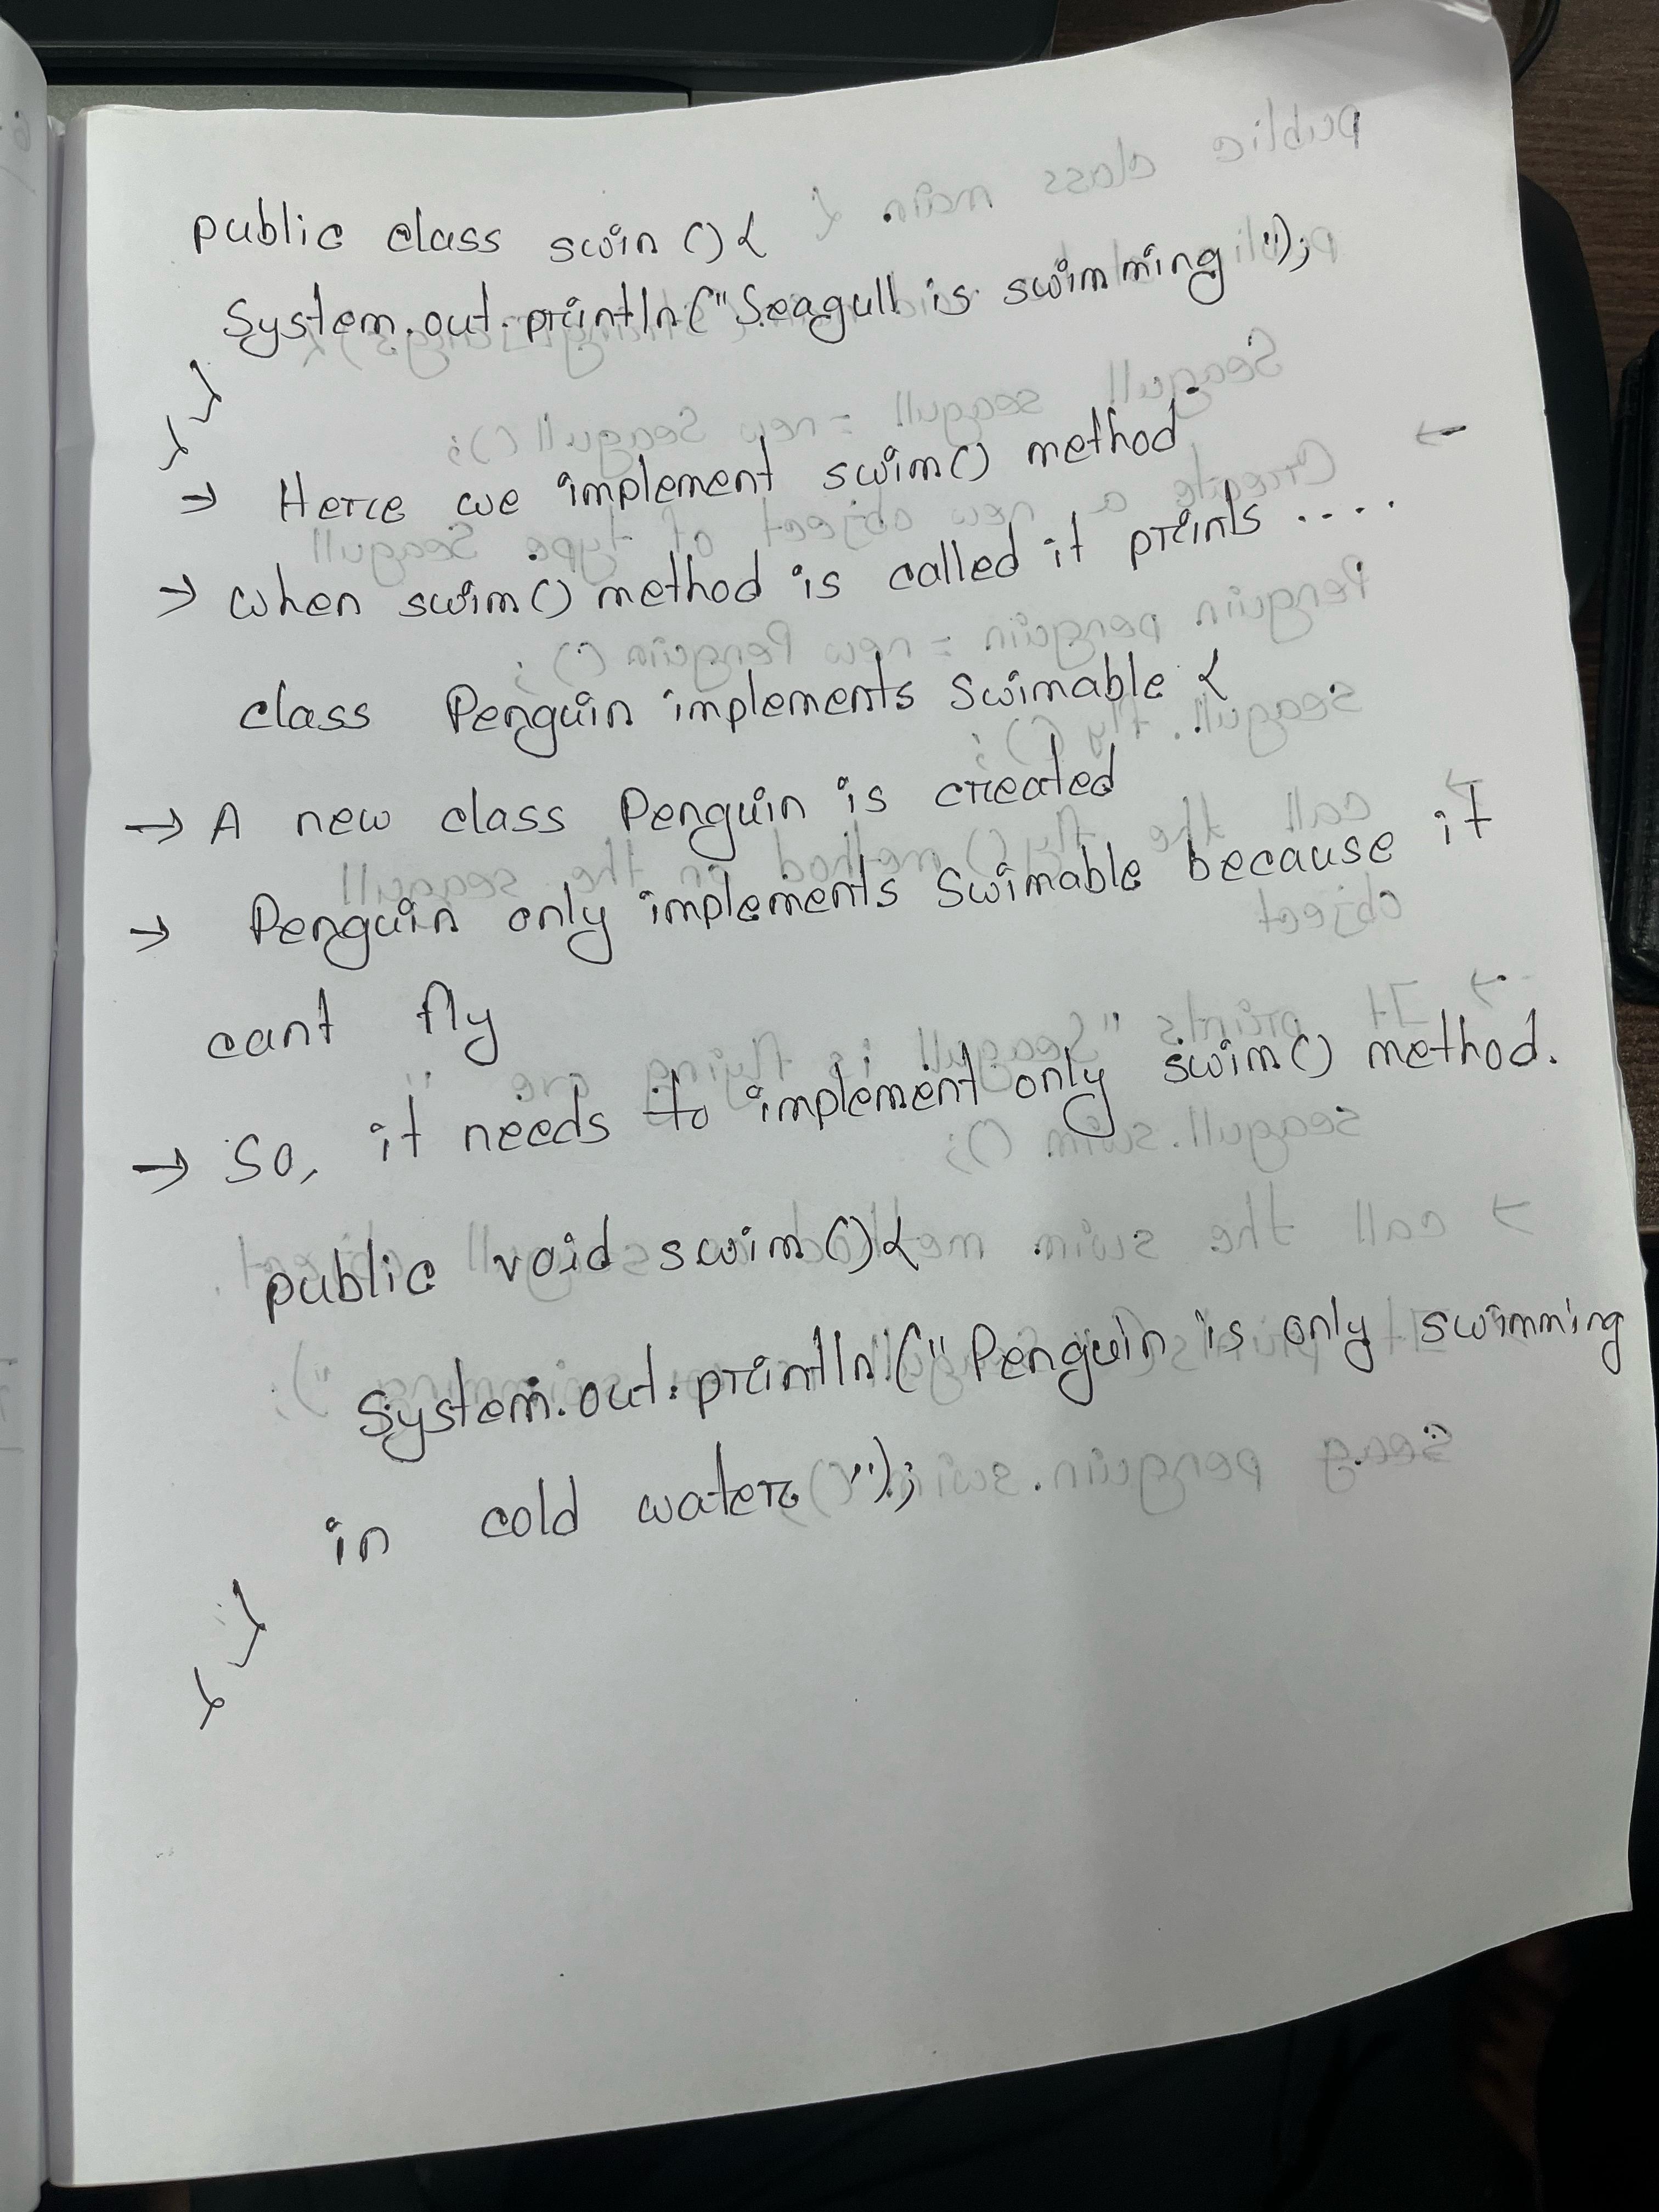 public class swin () {
System.out.println("Seagull is swimming");
}
}
→ Here we implement swim() method
→ when swim() method is called it prints ....
class Penguin implements Swimable {
→ A new class Penguin is created
→ Penguin only implements Swimable because it
cant fly
→ So, it needs to implement only swim() method.
public void swim () {
System.out.println("Penguin is only swimming
in cold water");
}
}